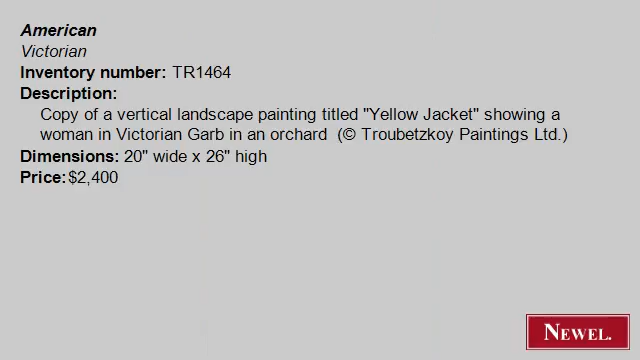 American
Victorian
Inventory number: TR1464
Description:
Copy of a vertical landscape painting titled "Yellow Jacket" showing a
woman in Victorian Garb in an orchard (© Troubetzkoy Paintings Ltd.)
Dimensions: 20" wide x 26" high
Price:$2,400
NEWEL.